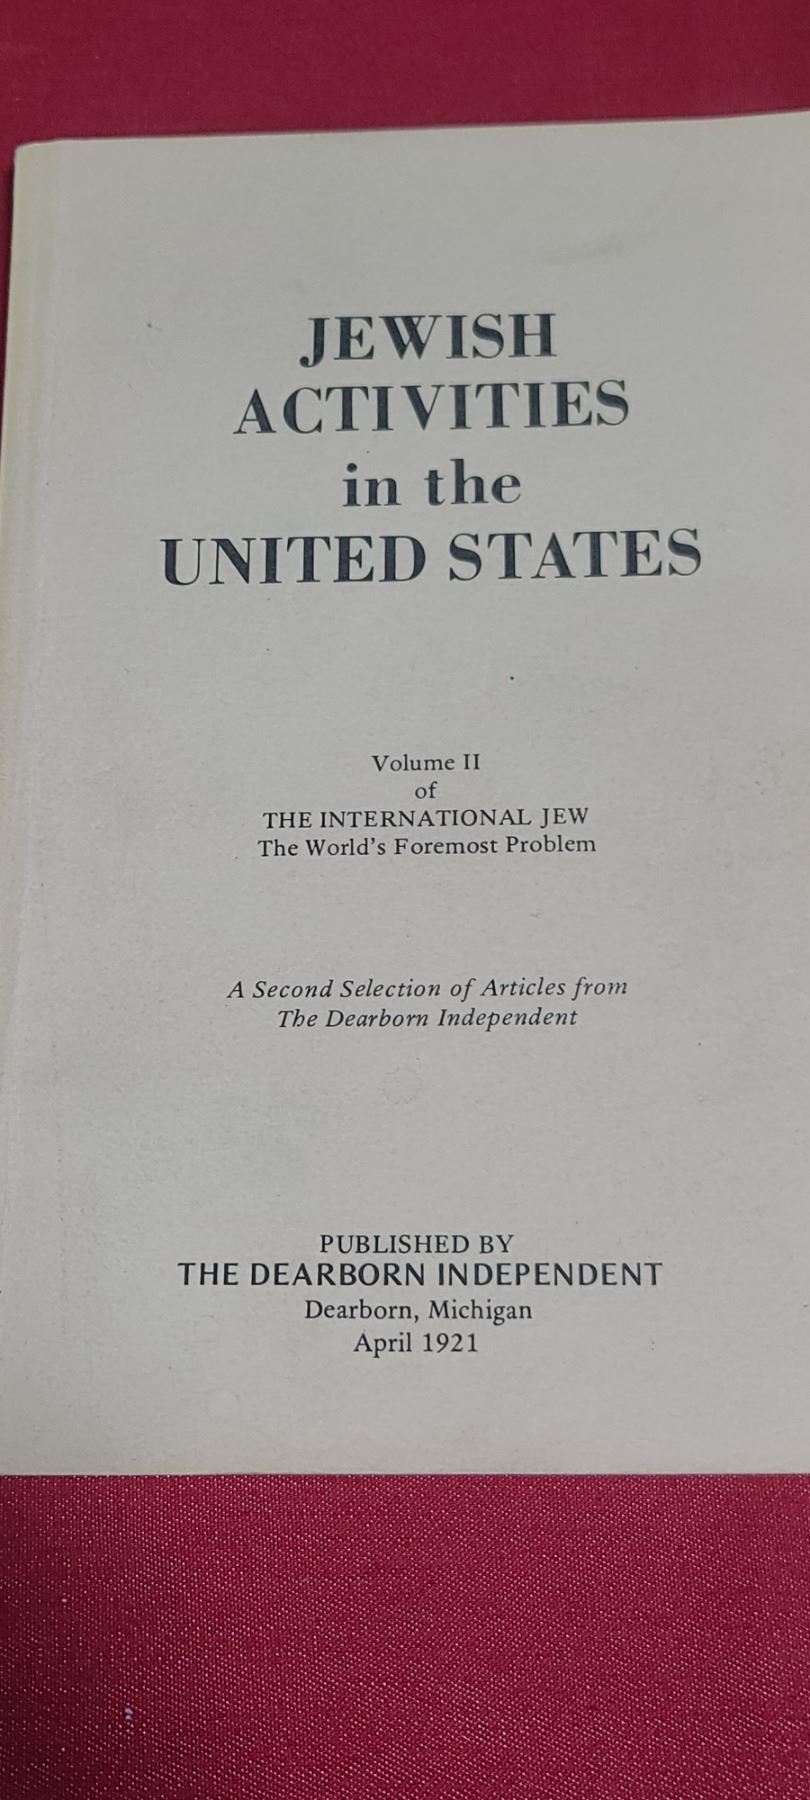 JEWISH
ACTIVITIES
in the
UNITED STATES
Volume II
of
THE INTERNATIONAL JEW
The World's Foremost Problem
A Second Selection of Articles from
The Dearborn Independent
PUBLISHED BY
THE DEARBORN INDEPENDENT
Dearborn, Michigan
April 1921